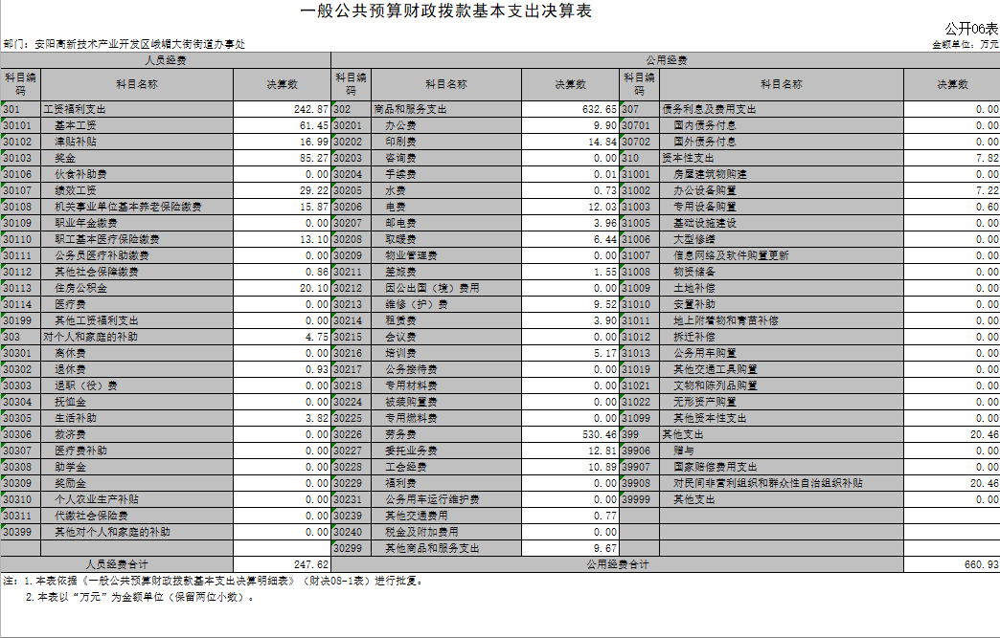 一般公共预算财政拨款基本支出决算表
公开06表
部门：安阳高新技术产业开发区峨嵋大街街道办事处 金额单位：万元
人员经费 公用经费
科目编码 科目名称 决算数 科目编码 科目名称 决算数 科目编码 科目名称 决算数
301 工资福利支出 242.87 302 商品和服务支出 632.65 307 债务利息及费用支出 0.00
30101 基本工资 61.45 30201 办公费 9.90 30701 国内债务付息 0.00
30102 津贴补贴 16.99 30202 印刷费 14.84 30702 国外债务付息 0.00
30103 奖金 85.27 30203 咨询费 0.00 310 资本性支出 7.82
30106 伙食补助费 0.00 30204 手续费 0.01 31001 房屋建筑物购建 0.00
30107 绩效工资 29.22 30205 水费 0.73 31002 办公设备购置 7.22
30108 机关事业单位基本养老保险缴费 15.87 30206 电费 12.03 31003 专用设备购置 0.60
30109 职业年金缴费 0.00 30207 邮电费 3.96 31005 基础设施建设 0.00
30110 职工基本医疗保险缴费 13.10 30208 取暖费 6.44 31006 大型修缮 0.00
30111 公务员医疗补助缴费 0.00 30209 物业管理费 0.00 31007 信息网络及软件购置更新 0.00
30112 其他社会保障缴费 0.86 30211 差旅费 1.55 31008 物资储备 0.00
30113 住房公积金 20.10 30212 因公出国（境）费用 0.00 31009 土地补偿 0.00
30114 医疗费 0.00 30213 维修（护）费 9.52 31010 安置补助 0.00
30199 其他工资福利支出 0.00 30214 租赁费 3.90 31011 地上附着物和青苗补偿 0.00
303 对个人和家庭的补助 4.75 30215 会议费 0.00 31012 拆迁补偿 0.00
30301 离休费 0.00 30216 培训费 5.17 31013 公务用车购置 0.00
30302 退休费 0.93 30217 公务接待费 0.00 31019 其他交通工具购置 0.00
30303 退职（役）费 0.00 30218 专用材料费 0.00 31021 文物和陈列品购置 0.00
30304 抚恤金 0.00 30224 被装购置费 0.00 31022 无形资产购置 0.00
30305 生活补助 3.82 30225 专用燃料费 0.00 31099 其他资本性支出 0.00
30306 救济费 0.00 30226 劳务费 530.46 399 其他支出 20.46
30307 医疗费补助 0.00 30227 委托业务费 12.81 39906 赠与 0.00
30308 助学金 0.00 30228 工会经费 10.89 39907 国家赔偿费用支出 0.00
30309 奖励金 0.00 30229 福利费 0.00 39908 对民间非营利组织和群众性自治组织补贴 20.46
30310 个人农业生产补贴 0.00 30231 公务用车运行维护费 0.00 39999 其他支出 0.00
30311 代缴社会保险费 0.00 30239 其他交通费用 0.77
30399 其他对个人和家庭的补助 0.00 30240 税金及附加费用 0.00
30299 其他商品和服务支出 9.67
人员经费合计 247.62 公用经费合计 660.93
注：1.本表依据《一般公共预算财政拨款基本支出决算明细表》（财决08-1表）进行批复。
2.本表以“万元”为金额单位（保留两位小数）。